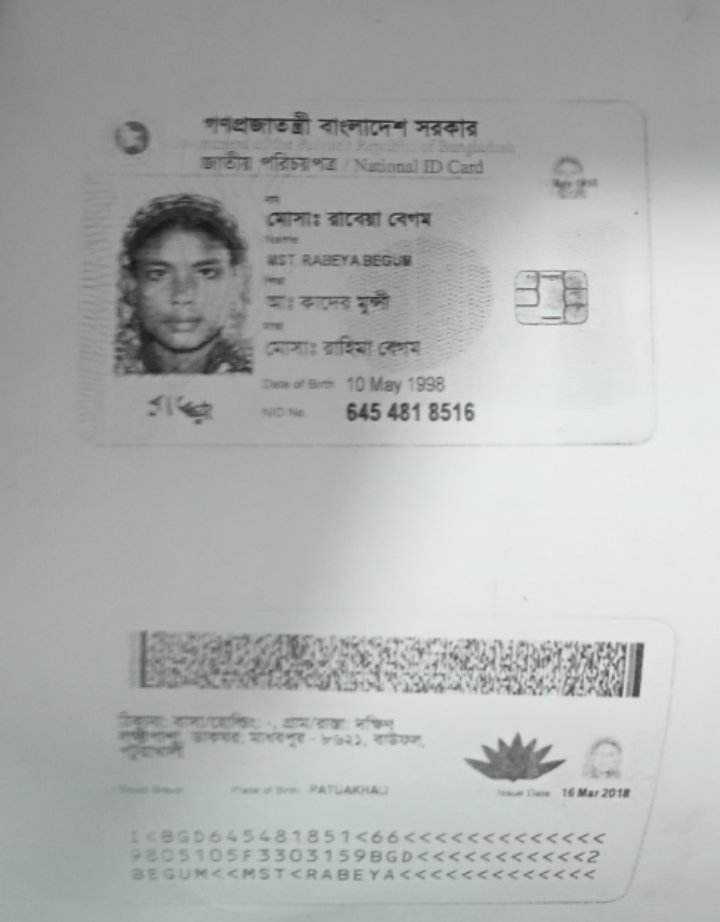 গণপ্রজাতন্ত্রী বাংলাদেশ সরকার
Government of the People's Republic of Bangladesh
জাতীয় পরিচয়পত্র / National ID Card
নাম
মোসাঃ রাবেয়া বেগম
Name
MST. RABEYA BEGUM
পিতা
আঃ কাদের মুন্সী
মাতা
মোসাঃ রাহিমা বেগম
Date of Birth 10 May 1998
NID No. 645 481 8516
ঠিকানা: বাসা/হোল্ডিং: -, গ্রাম/রাস্তা: দক্ষিণ
ডাকঘর: মাধবপুর - ৮৬২১, বাউফল,
পটুয়াখালী
Blood Group Place of Birth PATUAKHALI Issue Date 16 Mar 2018
I<BGD645481851<66<<<<<<<<<<<<<
9805105F3303159BGD<<<<<<<<<<<2
BEGUM<<MST<RABEYA<<<<<<<<<<<<<